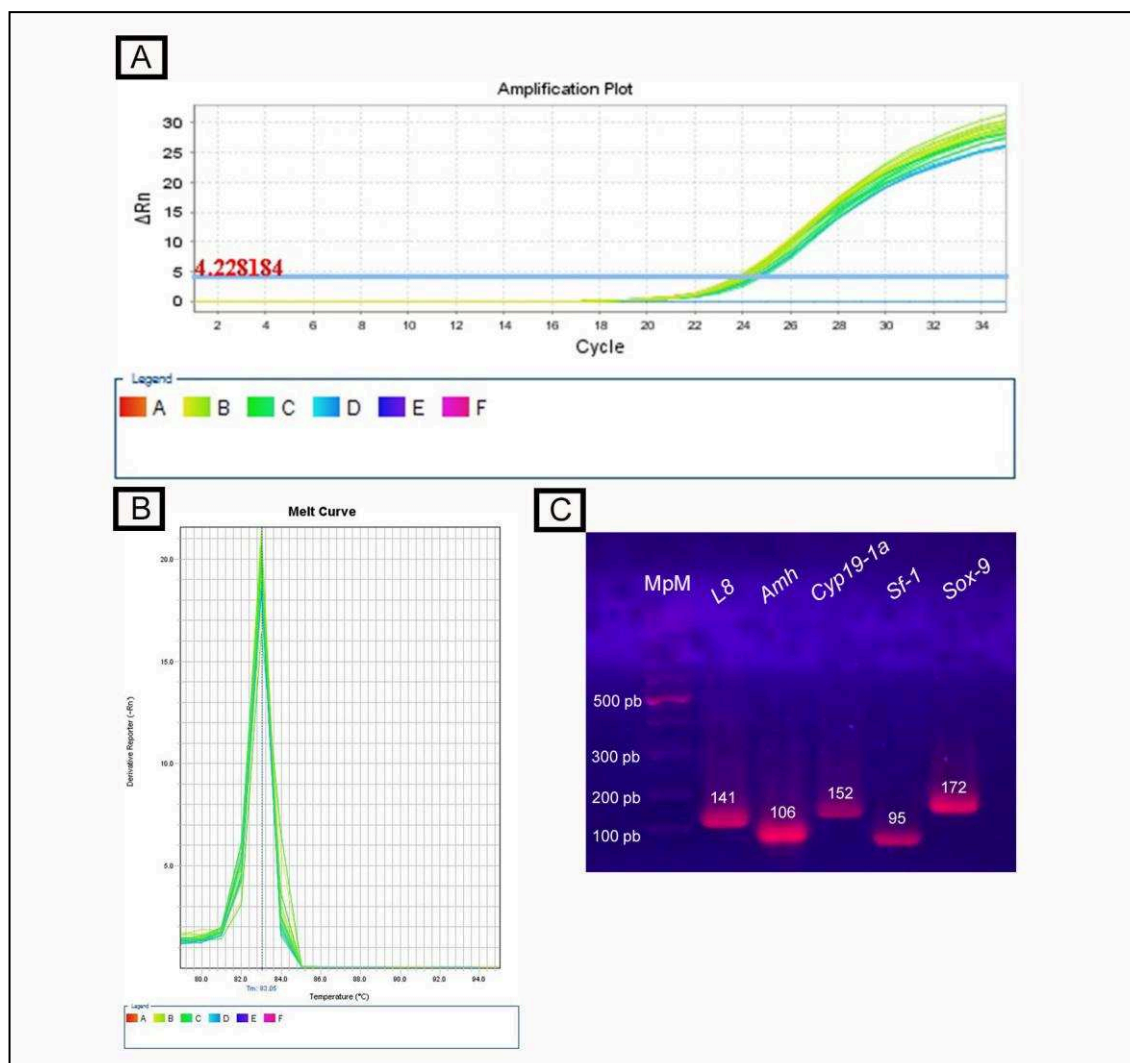 A
Amplification Plot
ΔRn
30
25
20
15
10
5
0
4.228184
2 4 6 8 10 12 14 16 18 20 22 24 26 28 30 32 34
Cycle
Legend
A B C D E F
B
Melt Curve
Derivative Reporter (-Rn)
20.0
15.0
10.0
5.0
80.0 82.0 84.0 86.0 88.0 90.0 92.0 94.0
Tm: 83.05
Temperature (°C)
Legend
A B C D E F
C
MpM L8 Amh Cyp19-1a Sf-1 Sox-9
500 pb
300 pb
200 pb
100 pb
141 106 152 95 172